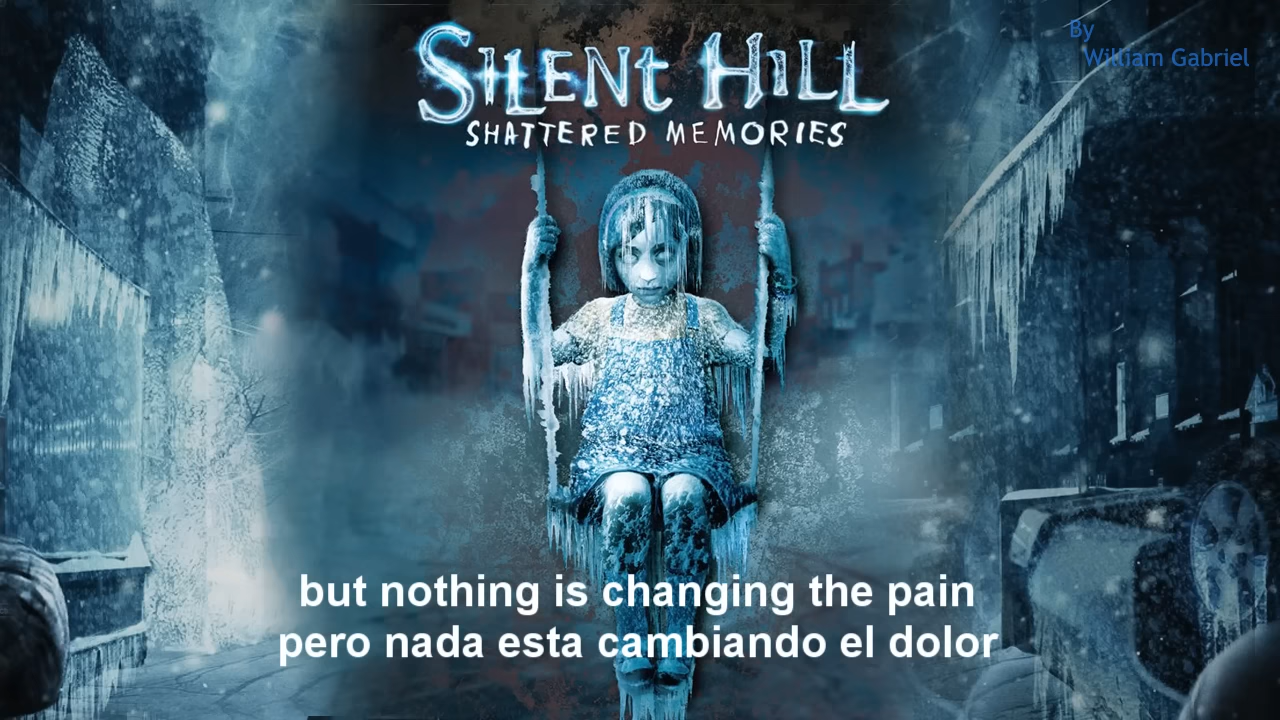 SILENT HILL
SHATTERED MEMORIES
By
William Gabriel
but nothing is changing the pain
pero nada esta cambiando el dolor